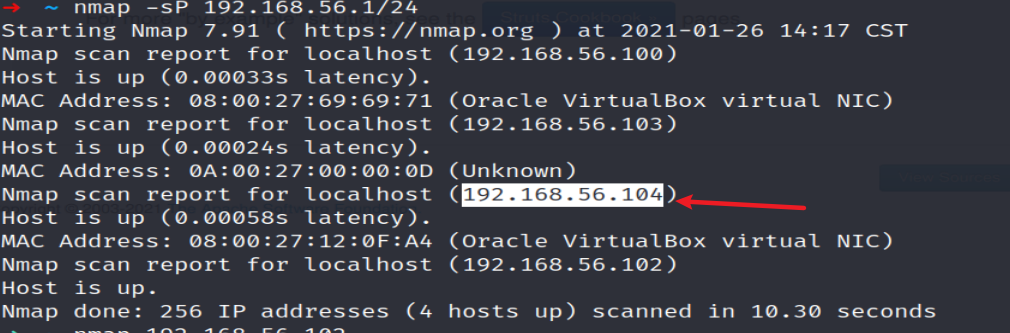 → ~ nmap -sP 192.168.56.1/24
Starting Nmap 7.91 ( https://nmap.org ) at 2021-01-26 14:17 CST
Nmap scan report for localhost (192.168.56.100)
Host is up (0.00033s latency).
MAC Address: 08:00:27:69:69:71 (Oracle VirtualBox virtual NIC)
Nmap scan report for localhost (192.168.56.103)
Host is up (0.00024s latency).
MAC Address: 0A:00:27:00:00:0D (Unknown)
Nmap scan report for localhost (192.168.56.104)
Host is up (0.00058s latency).
MAC Address: 08:00:27:12:0F:A4 (Oracle VirtualBox virtual NIC)
Nmap scan report for localhost (192.168.56.102)
Host is up.
Nmap done: 256 IP addresses (4 hosts up) scanned in 10.30 seconds